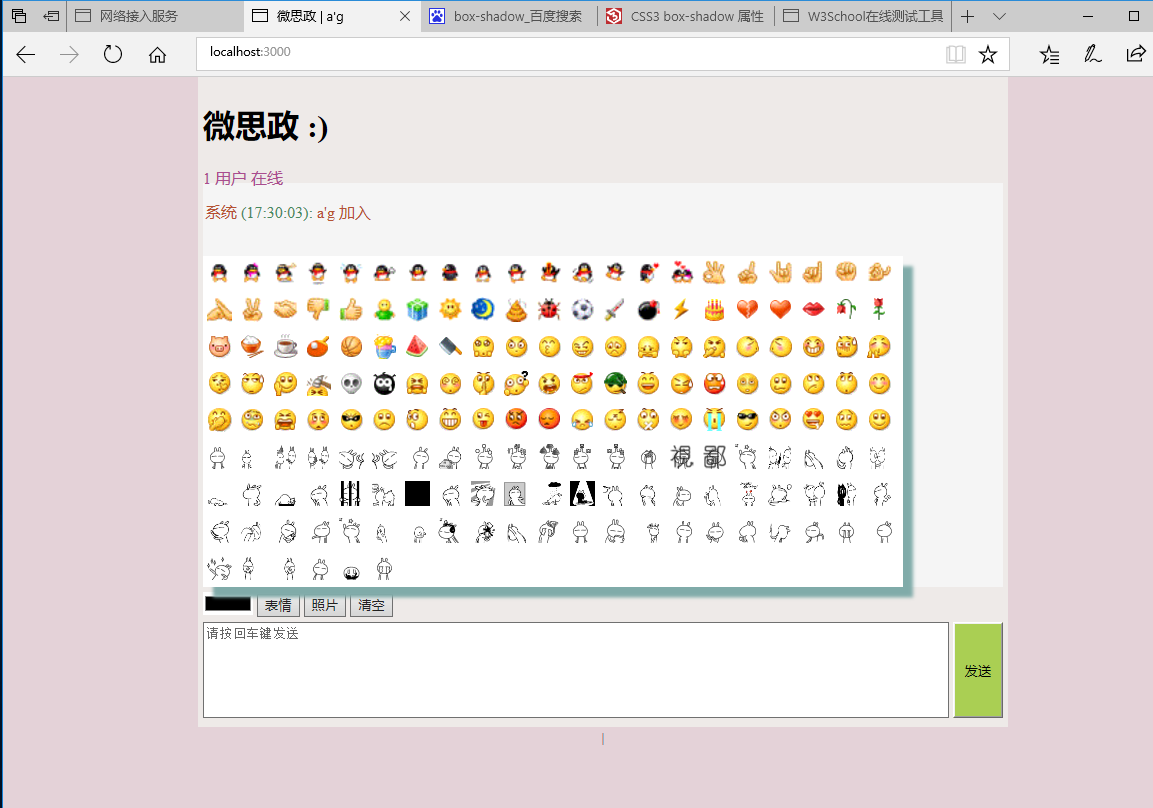 网络接入服务
微思政 | a'g
box-shadow_百度搜索
CSS3 box-shadow 属性
W3School在线测试工具
localhost:3000
微思政 :)
1 用户 在线
系统 (17:30:03): a'g 加入
視 鄙
表情 照片 清空
请按回车键发送
发送